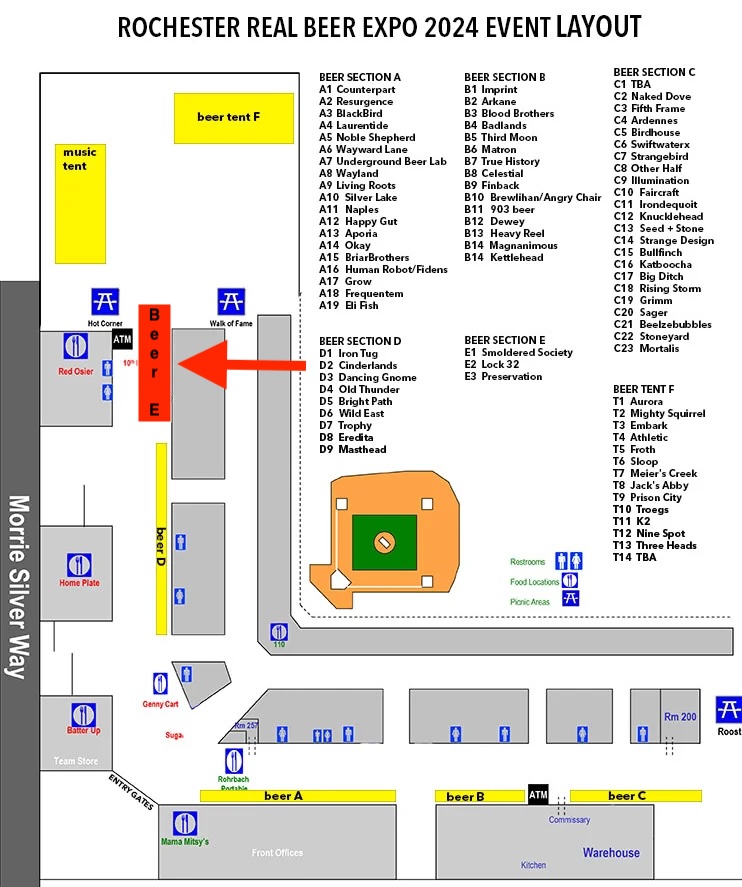 ROCHESTER REAL BEER EXPO 2024 EVENT LAYOUT
BEER SECTION A
A1 Counterpart
A2 Resurgence
A3 BlackBird
A4 Laurentide
A5 Noble Shepherd
A6 Wayward Lane
A7 Underground Beer Lab
A8 Wayland
A9 Living Roots
A10 Silver Lake
A11 Naples
A12 Happy Gut
A13 Aporia
A14 Okay
A15 BriarBrothers
A16 Human Robot/Fidens
A17 Grow
A18 Frequentem
A19 Eli Fish
BEER SECTION B
B1 Imprint
B2 Arkane
B3 Blood Brothers
B4 Badlands
B5 Third Moon
B6 Matron
B7 True History
B8 Celestial
B9 Finback
B10 Brewlihan/Angry Chair
B11 903 beer
B12 Dewey
B13 Heavy Reel
B14 Magnanimous
B14 Kettlehead
BEER SECTION C
C1 TBA
C2 Naked Dove
C3 Fifth Frame
C4 Ardennes
C5 Birdhouse
C6 Swiftwaterx
C7 Strangebird
C8 Other Half
C9 Illumination
C10 Faircraft
C11 Irondequoit
C12 Knucklehead
C13 Seed + Stone
C14 Strange Design
C15 Bullfinch
C16 Katboocha
C17 Big Ditch
C18 Rising Storm
C19 Grimm
C20 Sager
C21 Beelzebubbles
C22 Stoneyard
C23 Mortalis
BEER SECTION D
D1 Iron Tug
D2 Cinderlands
D3 Dancing Gnome
D4 Old Thunder
D5 Bright Path
D6 Wild East
D7 Trophy
D8 Eredita
D9 Masthead
BEER SECTION E
E1 Smoldered Society
E2 Lock 32
E3 Preservation
BEER TENT F
T1 Aurora
T2 Mighty Squirrel
T3 Embark
T4 Athletic
T5 Froth
T6 Sloop
T7 Meier's Creek
T8 Jack's Abby
T9 Prison City
T10 Troegs
T11 K2
T12 Nine Spot
T13 Three Heads
T14 TBA
beer tent F
music
tent
Hot Corner
Walk of Fame
Beer E
ATM
10th
Red Osier
Morrie Silver Way
beer D
Home Plate
Restrooms
Food Locations
Picnic Areas
110
Genny Cart
Batter Up
Team Store
Rm 257
Rm 200
Roost
Rohrbach
Portable
ENTRY GATES
beer A
beer B
ATM
beer C
Mama Mitsy's
Front Offices
Commissary
Warehouse
Kitchen